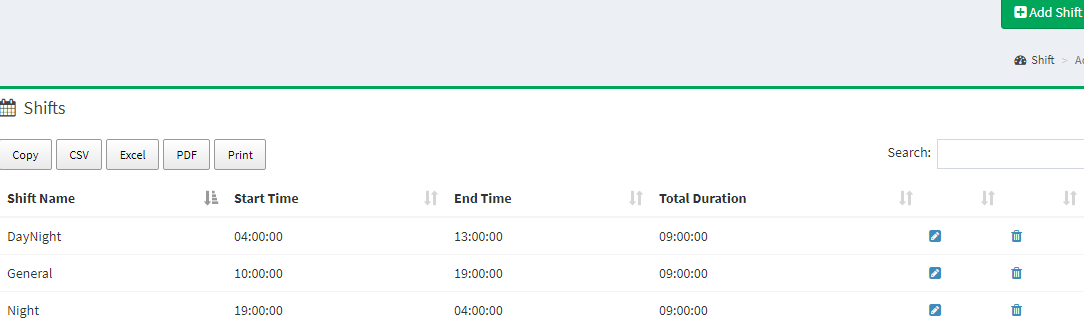 Add Shift
Shift >
Shifts
Copy CSV Excel PDF Print Search:
Shift Name Start Time End Time Total Duration
DayNight 04:00:00 13:00:00 09:00:00
General 10:00:00 19:00:00 09:00:00
Night 19:00:00 04:00:00 09:00:00